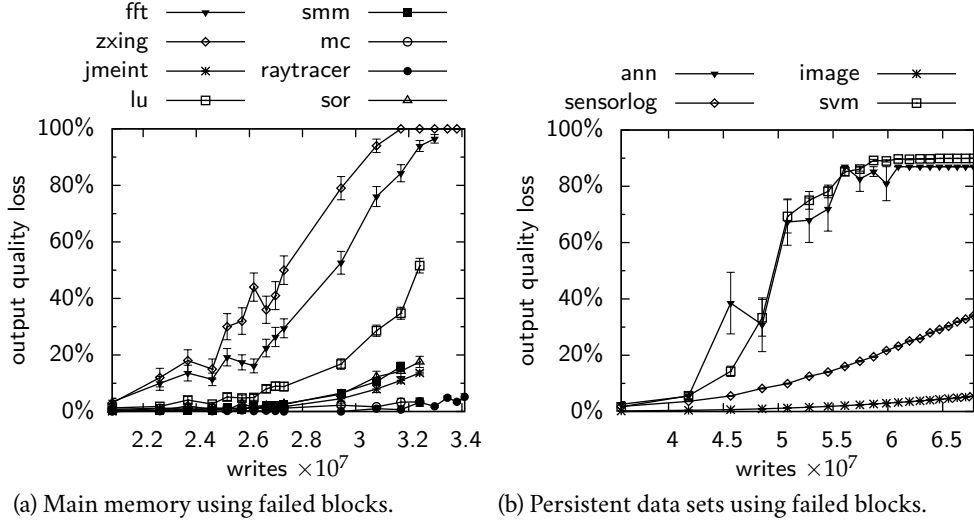 fft smm
zxing mc
jmeint raytracer
lu sor
100%
80%
60%
40%
20%
0%
output quality loss
2.2 2.4 2.6 2.8 3 3.2 3.4
writes ×10^7
(a) Main memory using failed blocks.
ann image
sensorlog svm
100%
80%
60%
40%
20%
0%
output quality loss
4 4.5 5 5.5 6 6.5
writes ×10^7
(b) Persistent data sets using failed blocks.